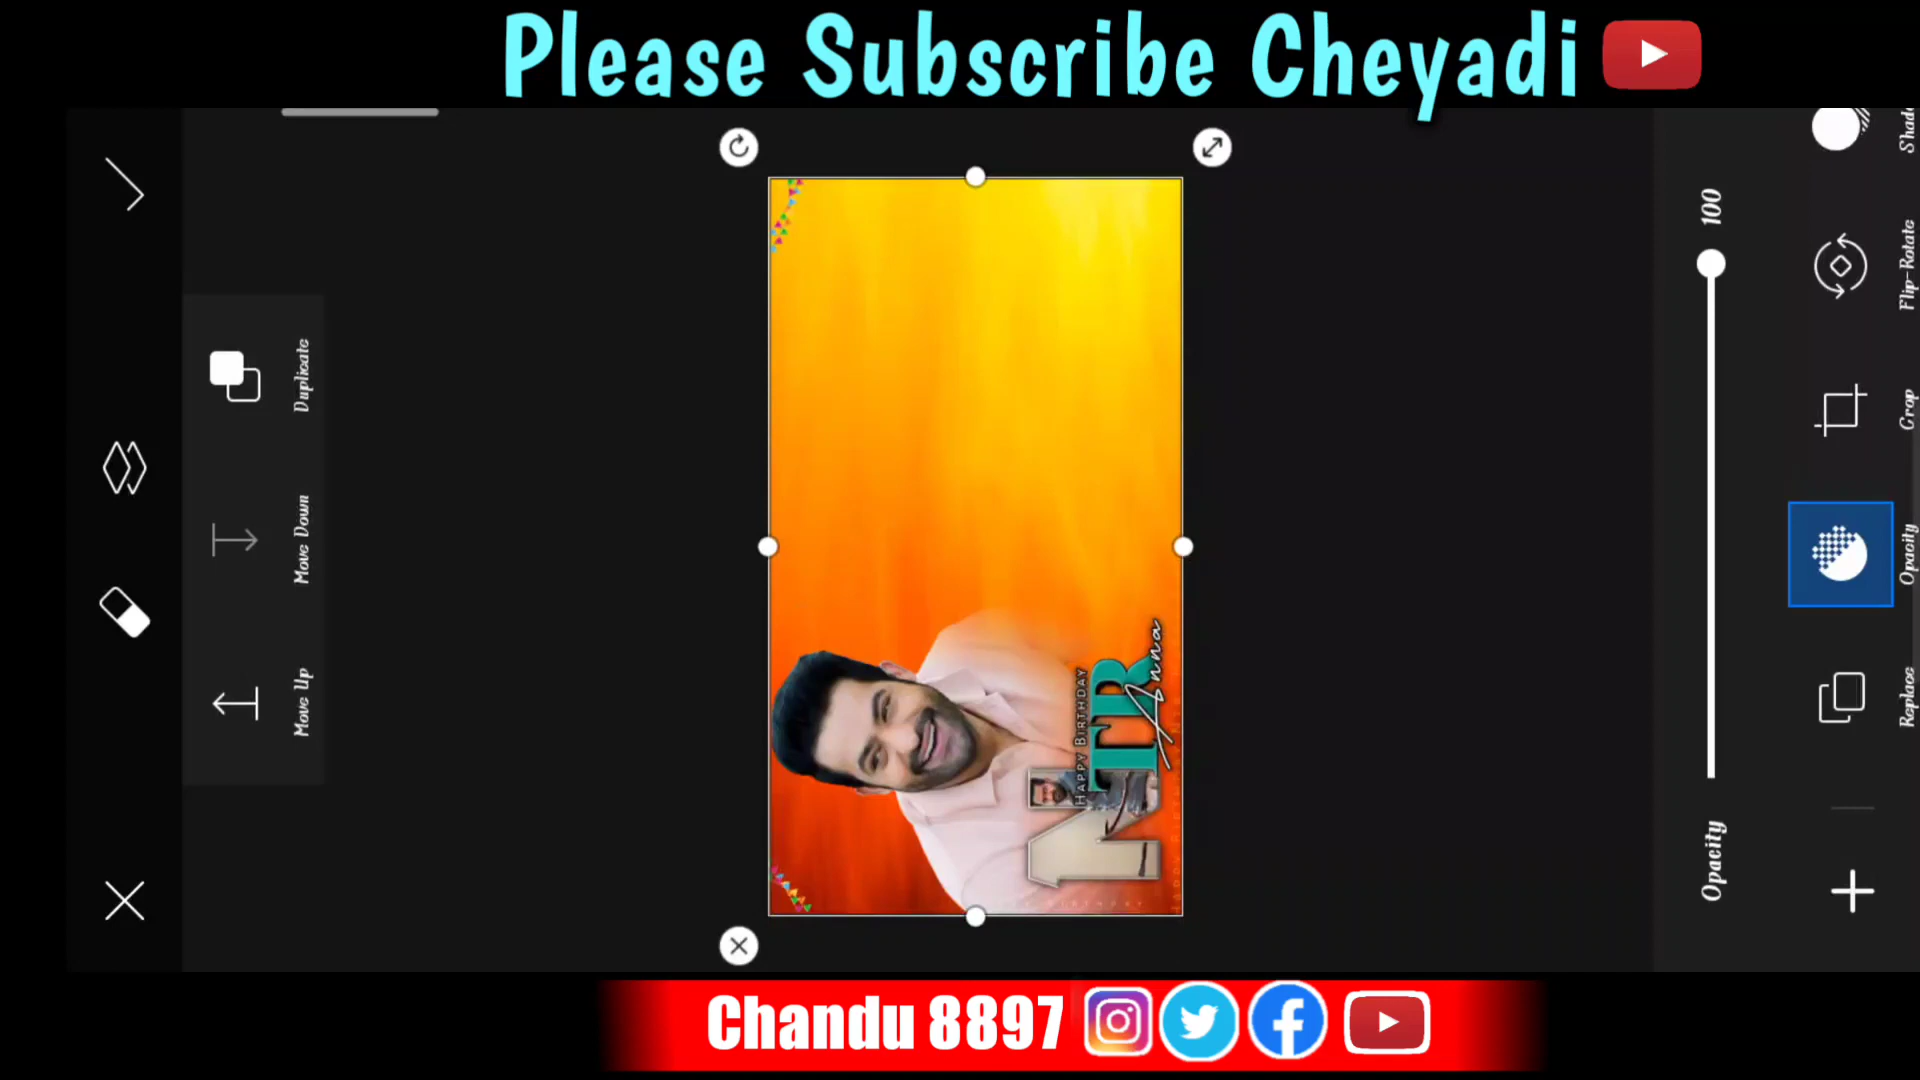 Please Subscribe Cheyadi
Duplicate
Move Down
Move Up
HAPPY BIRTHDAY
NTR
Anna
100
Opacity
Flip-Rotate
Crop
Opacity
Replace
Chandu 8897